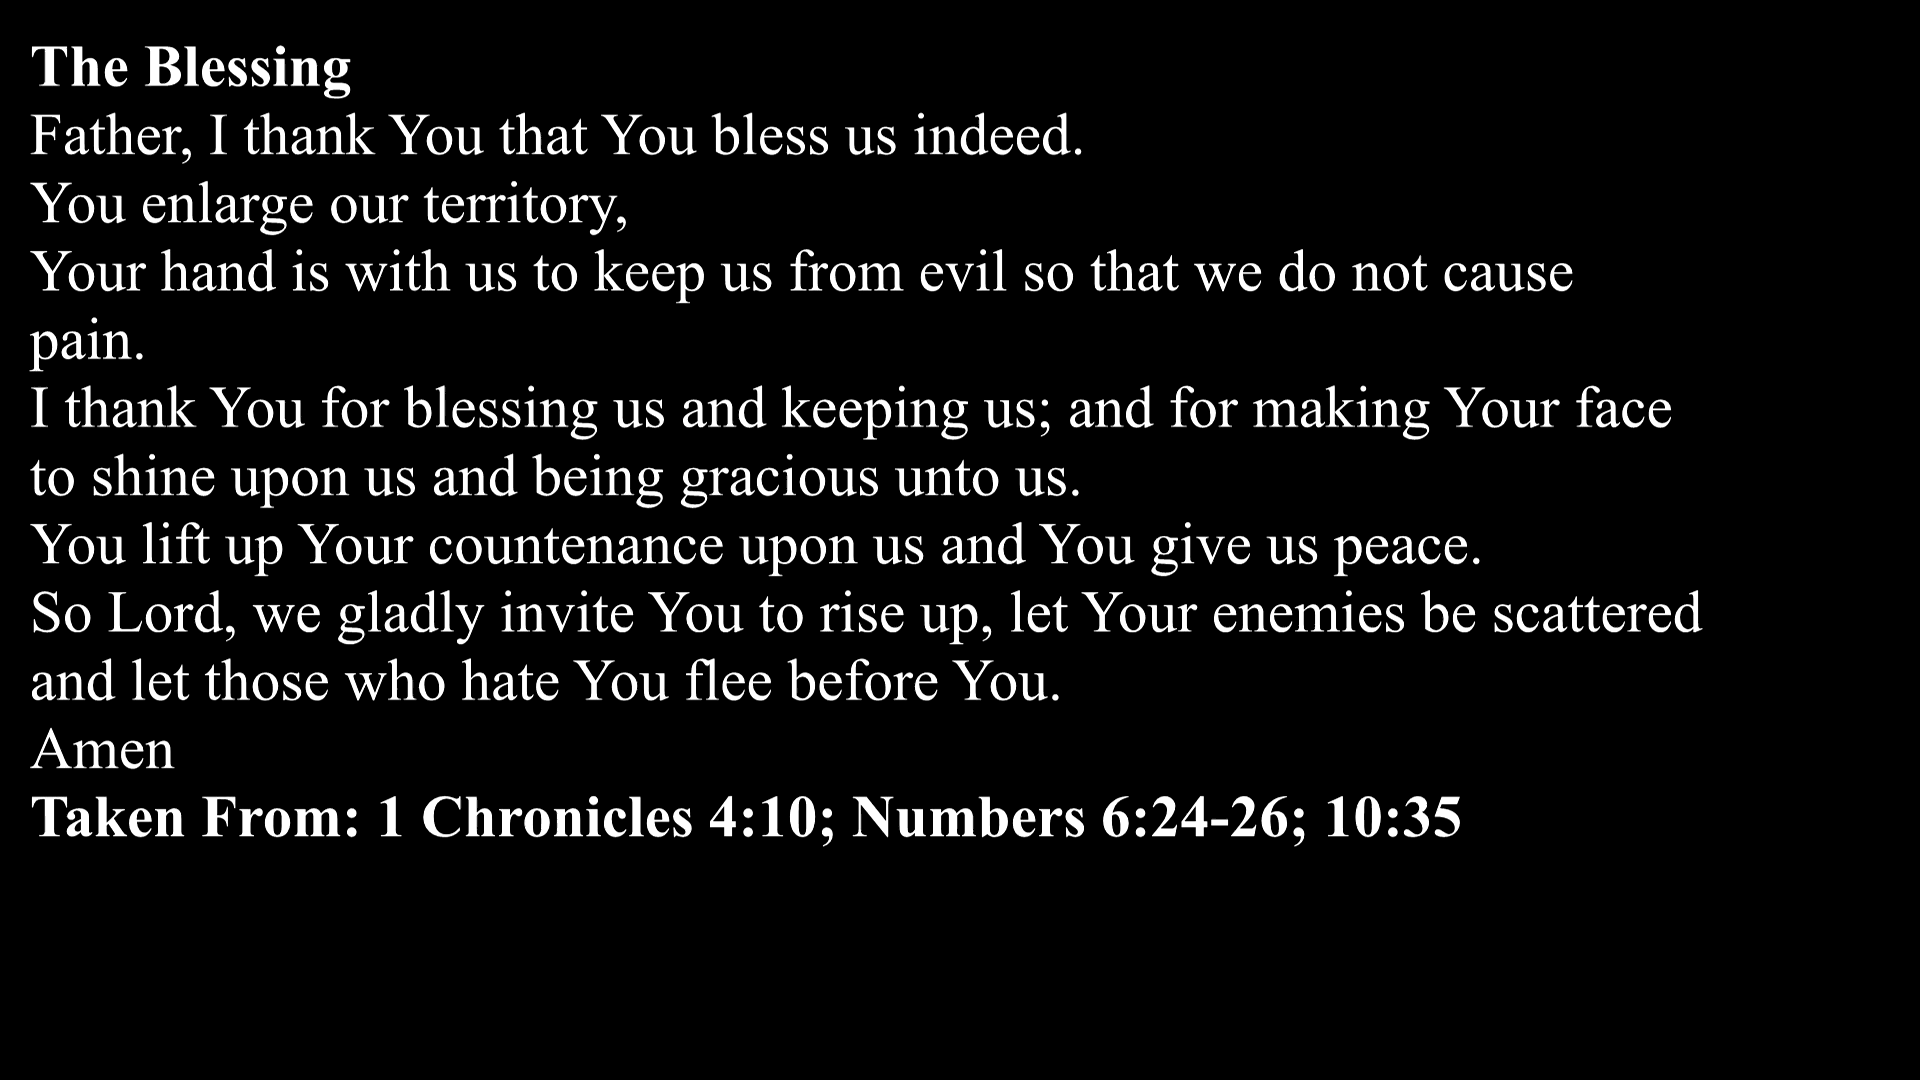 The Blessing
Father, I thank You that You bless us indeed.
You enlarge our territory,
Your hand is with us to keep us from evil so that we do not cause
pain.
I thank You for blessing us and keeping us; and for making Your face
to shine upon us and being gracious unto us.
You lift up Your countenance upon us and You give us peace.
So Lord, we gladly invite You to rise up, let Your enemies be scattered
and let those who hate You flee before You.
Amen
Taken From: 1 Chronicles 4:10; Numbers 6:24-26; 10:35